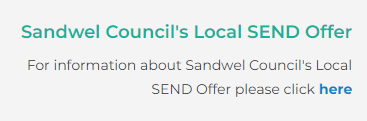 Sandwel Council's Local SEND Offer
For information about Sandwel Council's Local
SEND Offer please click here